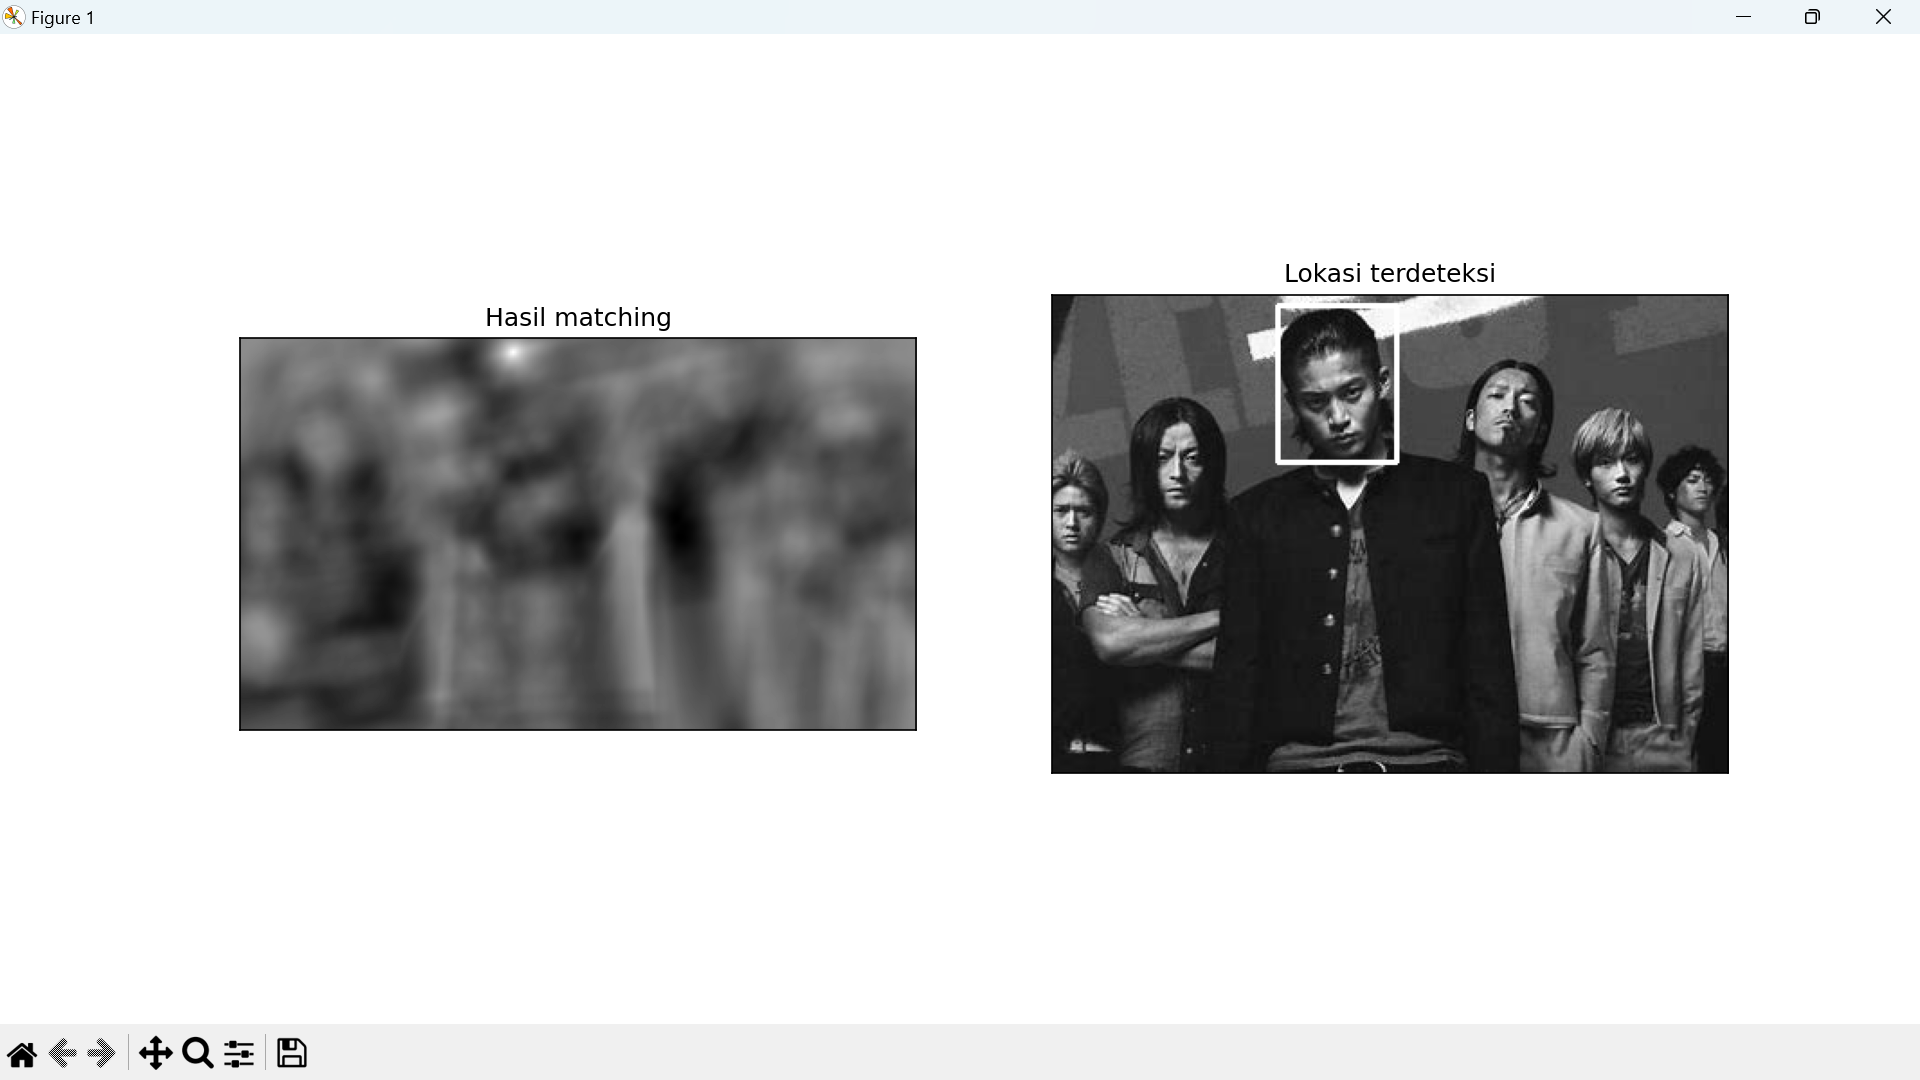 Figure 1
Hasil matching
Lokasi terdeteksi